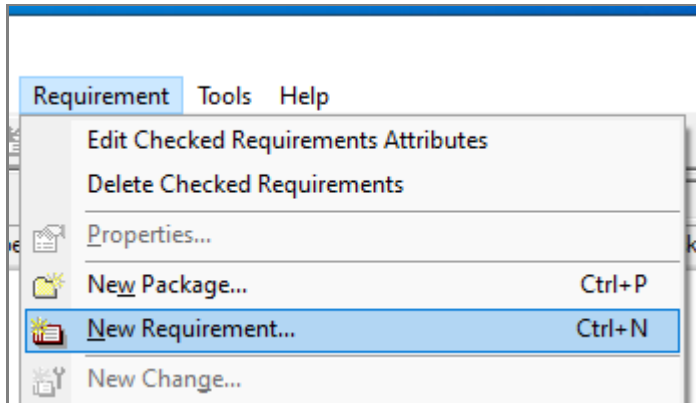 Requirement Tools Help
Edit Checked Requirements Attributes
Delete Checked Requirements
Properties...
New Package... Ctrl+P
New Requirement... Ctrl+N
New Change...